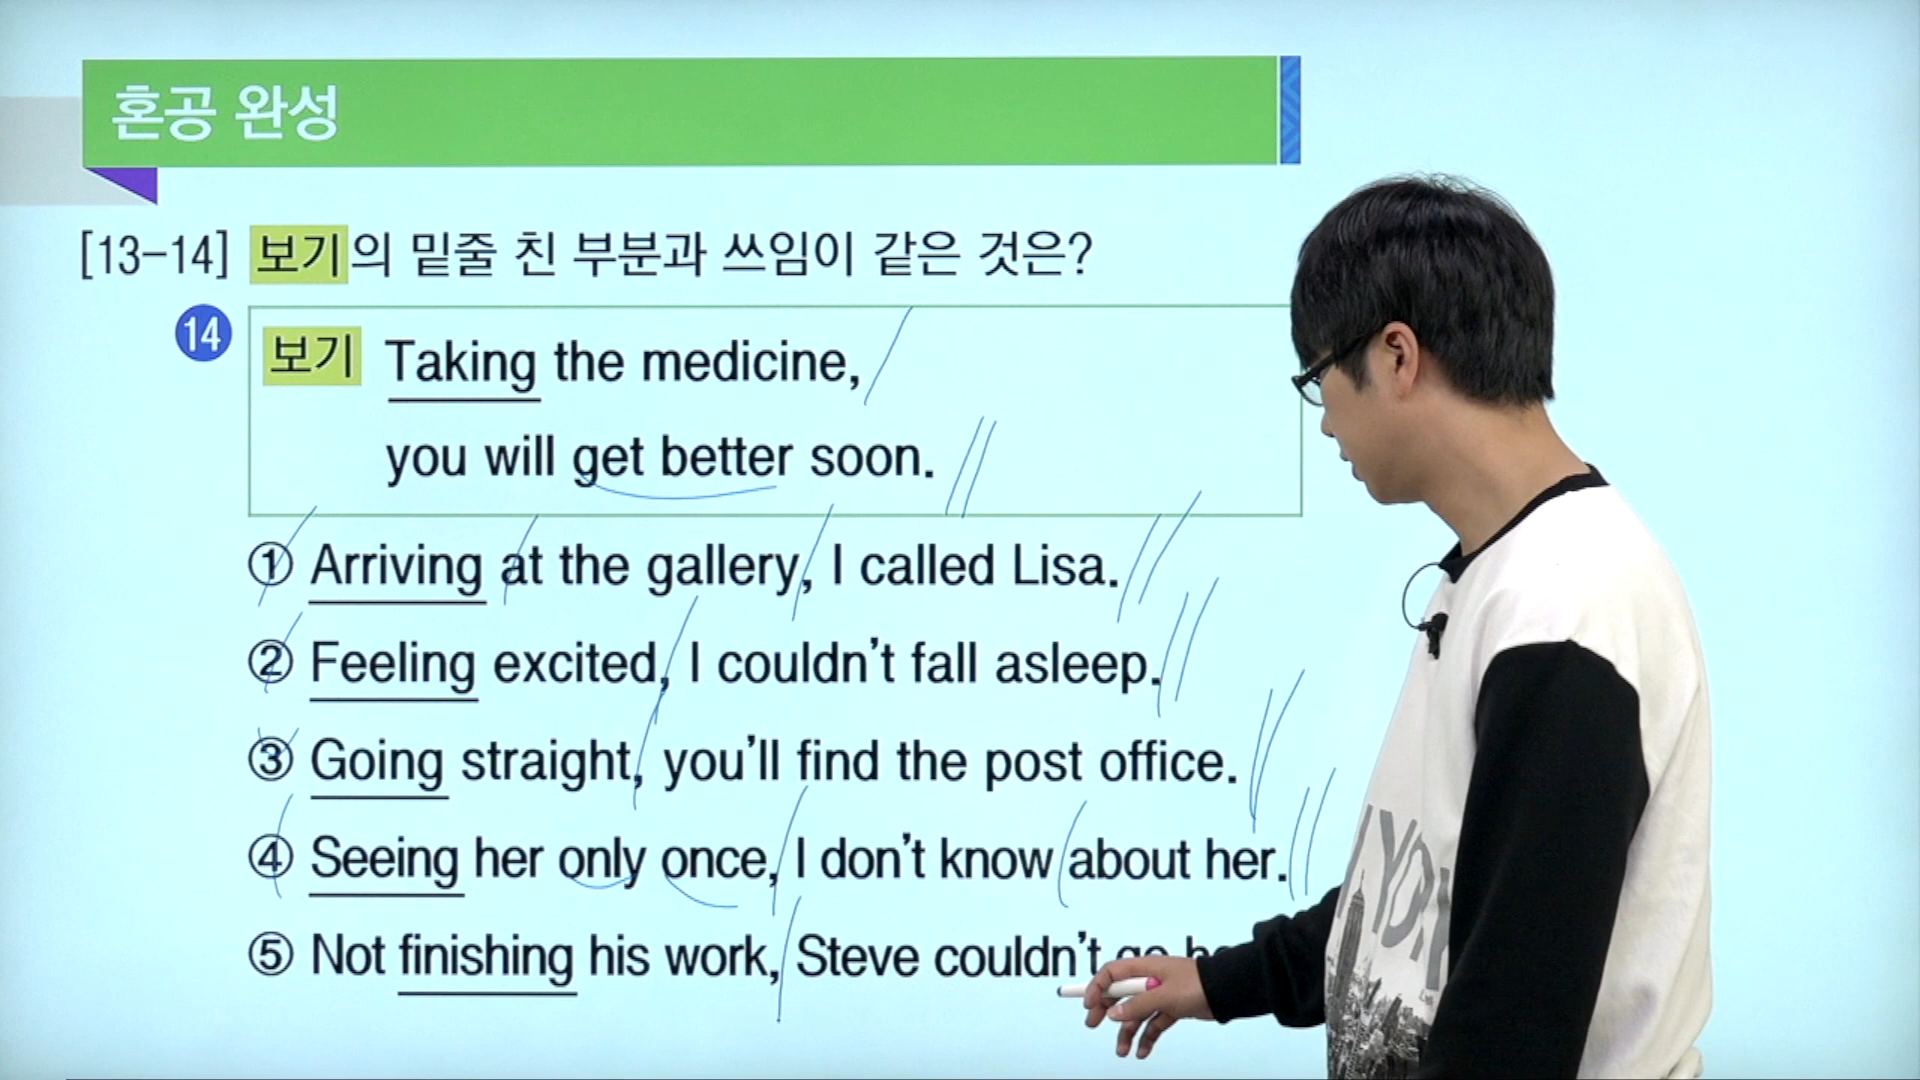 혼공 완성
[13-14] 보기의 밑줄 친 부분과 쓰임이 같은 것은?
14 보기 Taking the medicine,
you will get better soon.
① Arriving at the gallery, I called Lisa.
② Feeling excited, I couldn't fall asleep.
③ Going straight, you'll find the post office.
④ Seeing her only once, I don't know about her.
⑤ Not finishing his work, Steve couldn't go